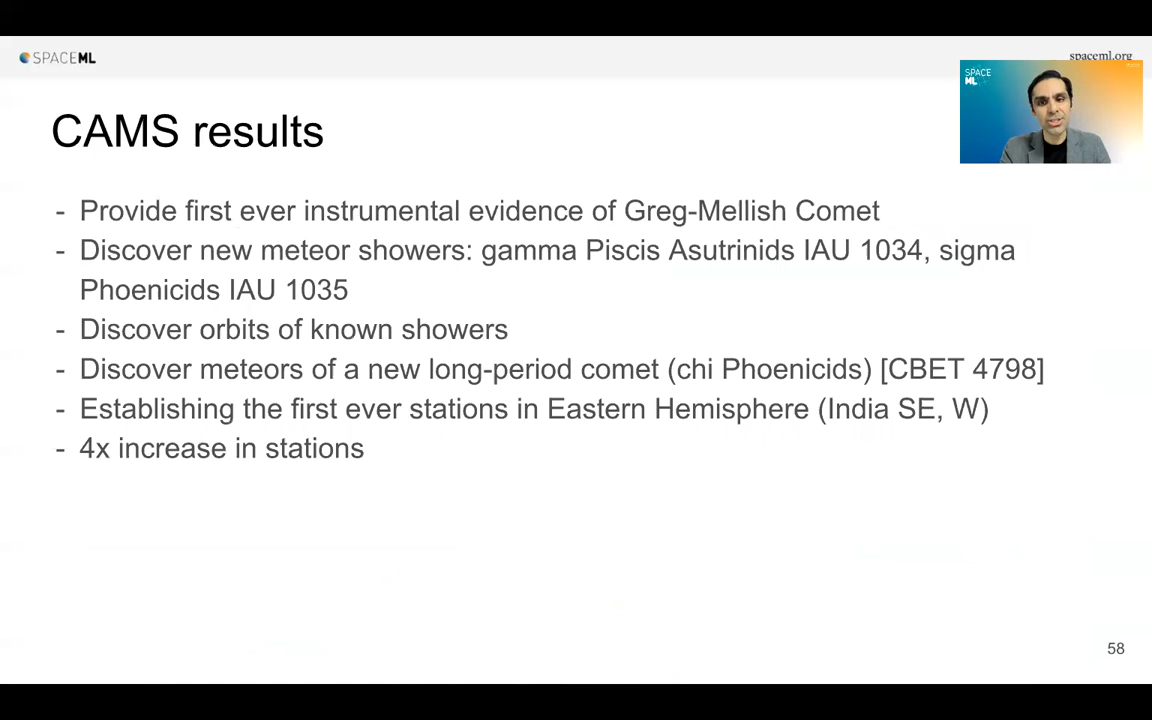 SPACEML
spaceml.org
SPACE
ML
CAMS results
- Provide first ever instrumental evidence of Greg-Mellish Comet
- Discover new meteor showers: gamma Piscis Asutrinids IAU 1034, sigma
Phoenicids IAU 1035
- Discover orbits of known showers
- Discover meteors of a new long-period comet (chi Phoenicids) [CBET 4798]
- Establishing the first ever stations in Eastern Hemisphere (India SE, W)
- 4x increase in stations
58